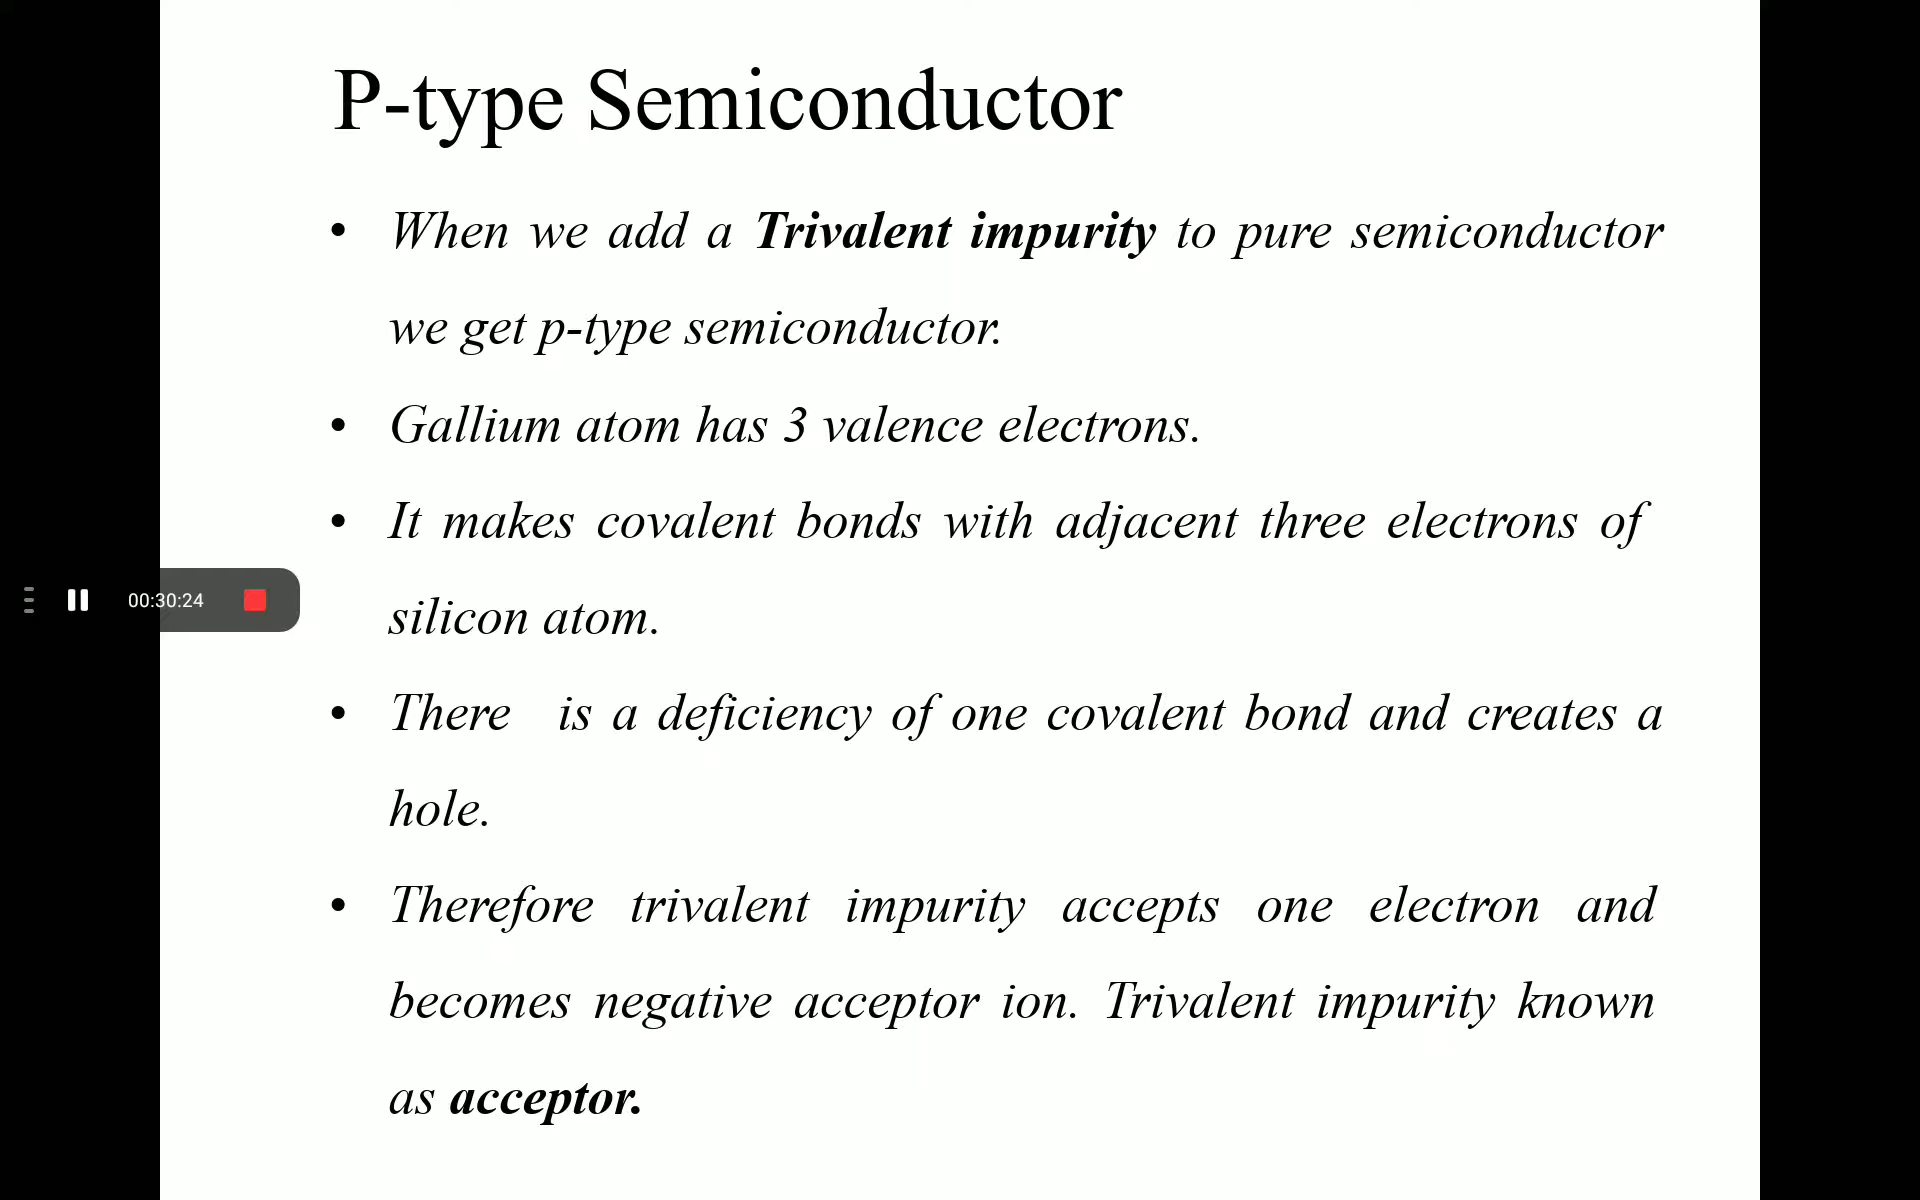 P-type Semiconductor
• When we add a Trivalent impurity to pure semiconductor
we get p-type semiconductor.
• Gallium atom has 3 valence electrons.
• It makes covalent bonds with adjacent three electrons of
silicon atom.
00:30:24
• There is a deficiency of one covalent bond and creates a
hole.
• Therefore trivalent impurity accepts one electron and
becomes negative acceptor ion. Trivalent impurity known
as acceptor.